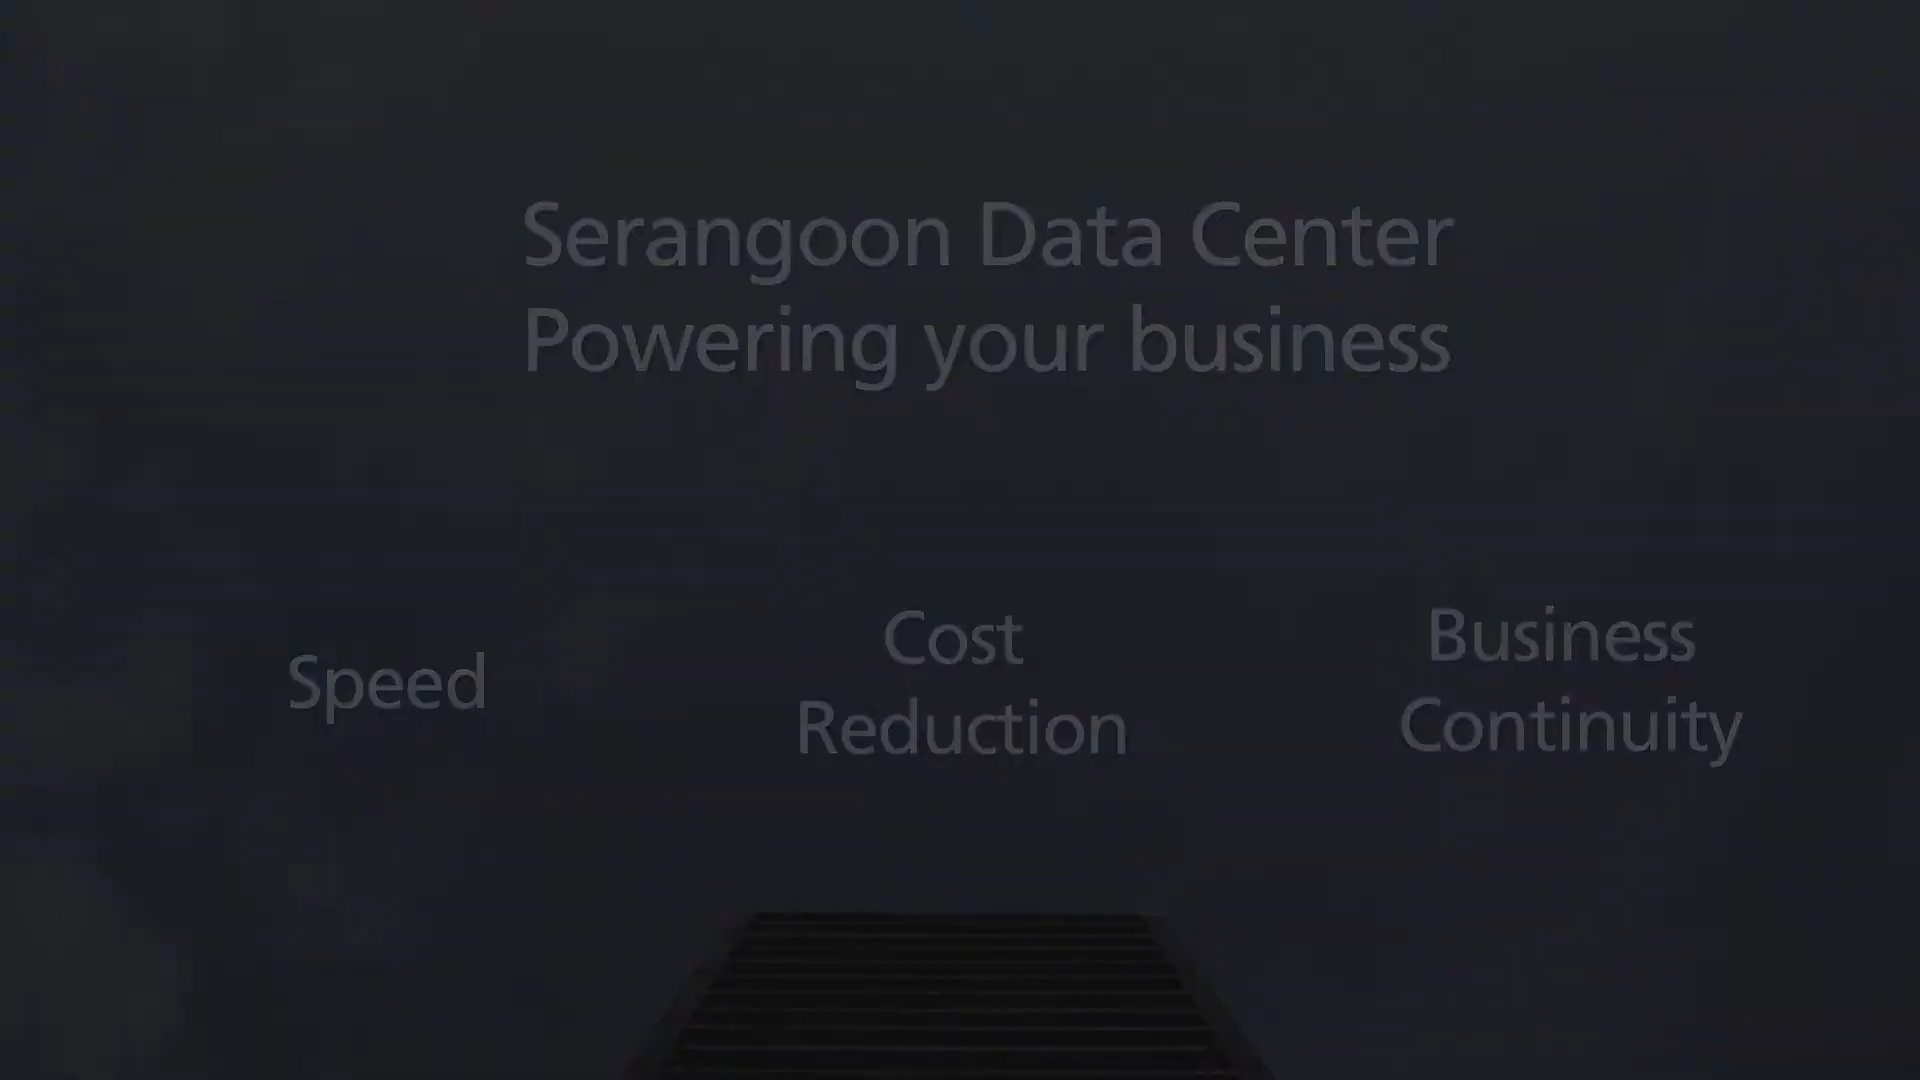 Serangoon Data Center
Powering your business
Speed
Cost
Reduction
Business
Continuity